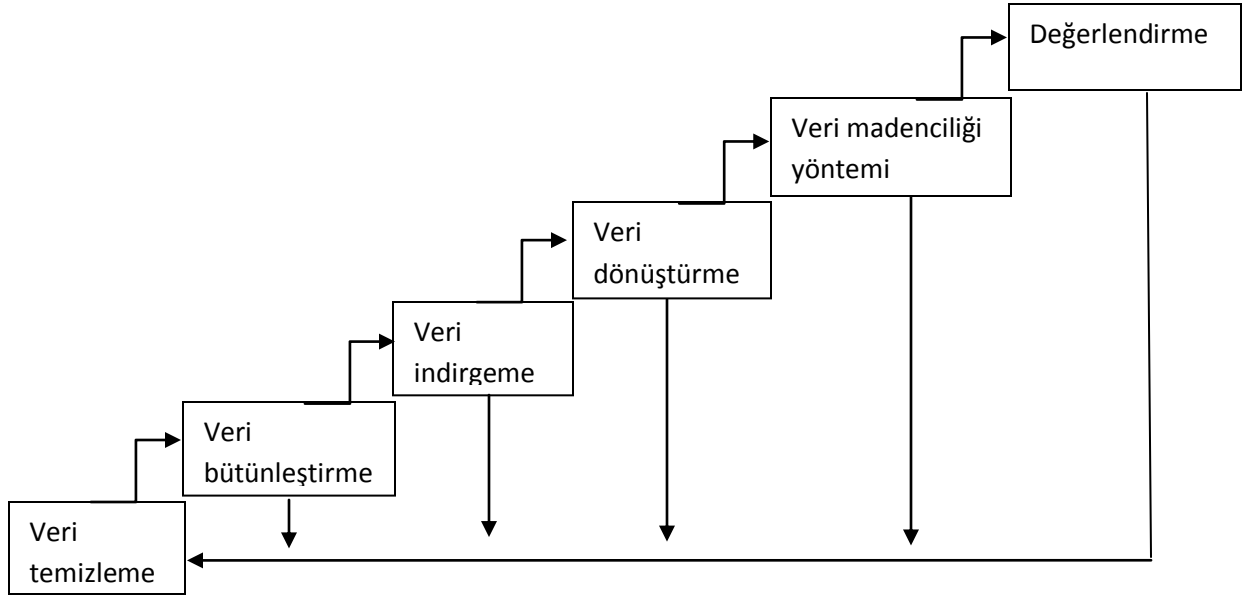 Değerlendirme
Veri madenciliği
yöntemi
Veri
dönüştürme
Veri
indirgeme
Veri
bütünleştirme
Veri
temizleme